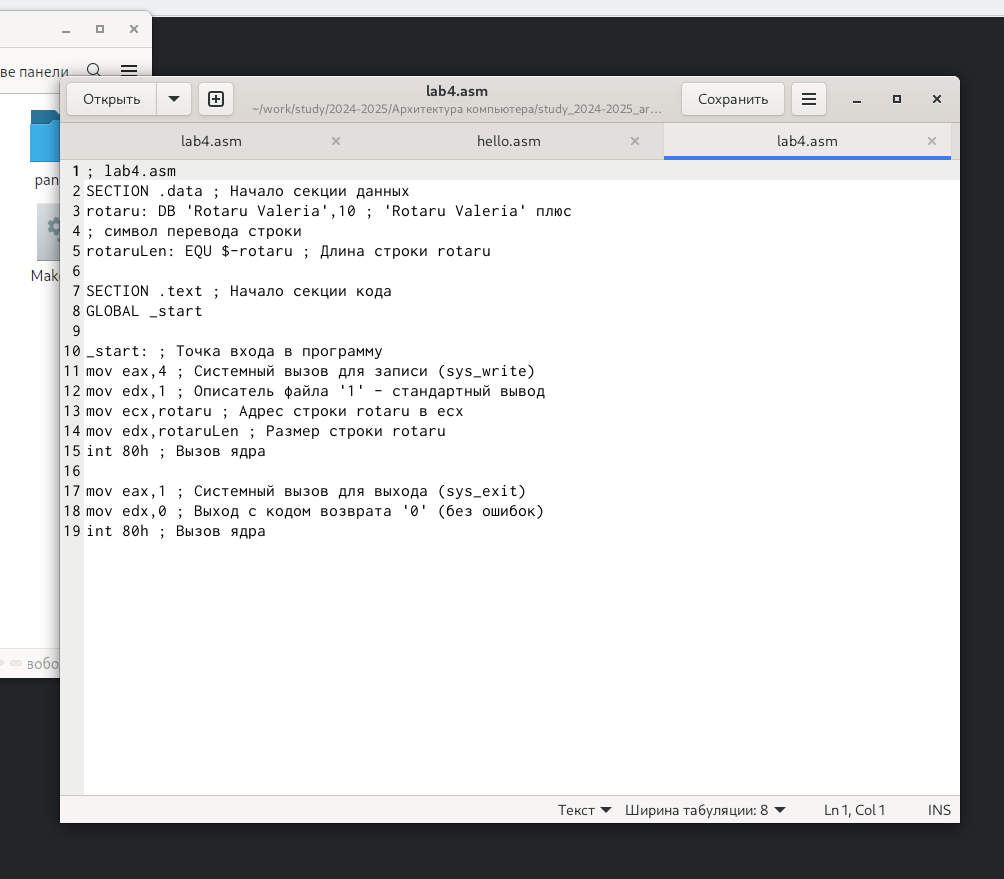 ве панели
pan
Mak
вобо
Открыть
lab4.asm
~/work/study/2024-2025/Архитектура компьютера/study_2024-2025_ar…
Сохранить
lab4.asm
hello.asm
lab4.asm
1 ; lab4.asm
2 SECTION .data ; Начало секции данных
3 rotaru: DB 'Rotaru Valeria',10 ; 'Rotaru Valeria' плюс
4 ; символ перевода строки
5 rotaruLen: EQU $-rotaru ; Длина строки rotaru
6
7 SECTION .text ; Начало секции кода
8 GLOBAL _start
9
10 _start: ; Точка входа в программу
11 mov eax,4 ; Системный вызов для записи (sys_write)
12 mov edx,1 ; Описатель файла '1' - стандартный вывод
13 mov ecx,rotaru ; Адрес строки rotaru в ecx
14 mov edx,rotaruLen ; Размер строки rotaru
15 int 80h ; Вызов ядра
16
17 mov eax,1 ; Системный вызов для выхода (sys_exit)
18 mov edx,0 ; Выход с кодом возврата '0' (без ошибок)
19 int 80h ; Вызов ядра
Текст
Ширина табуляции: 8
Ln 1, Col 1
INS